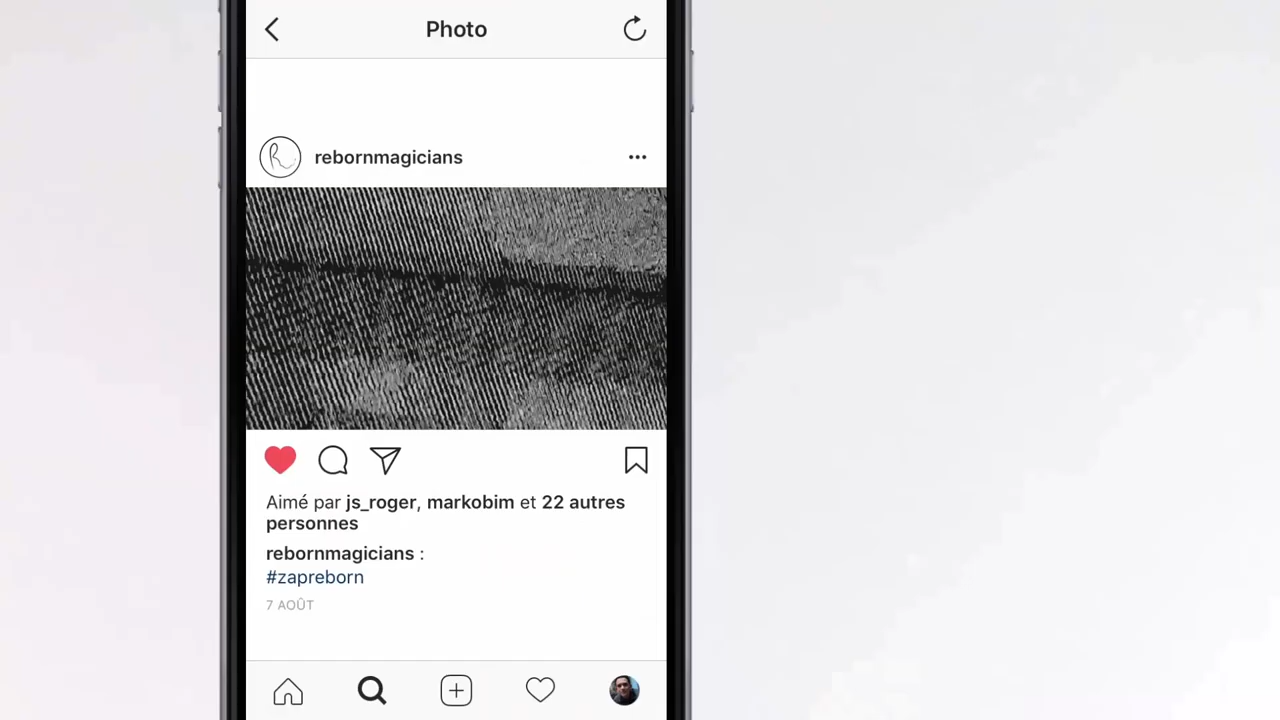 Photo
rebornmagicians
Aimé par js_roger, markobim et 22 autres
personnes
rebornmagicians :
#zapreborn
7 AOÛT